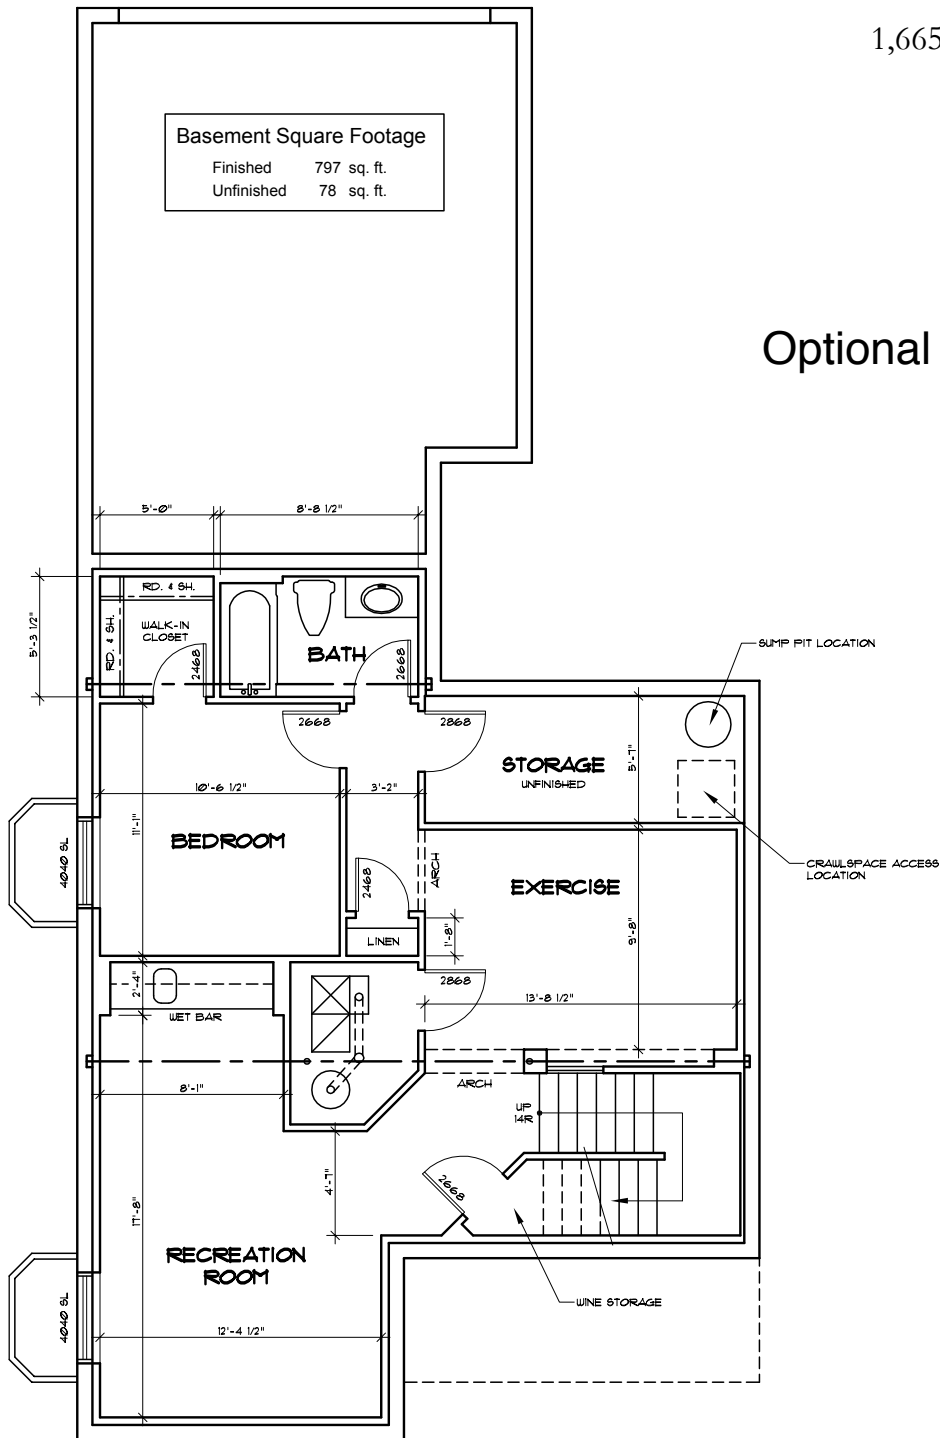 1,665
Basement Square Footage
Finished 797 sq. ft.
Unfinished 78 sq. ft.
Optional
5'-0"
8'-8 1/2"
5'-3 1/2"
RD. & SH.
RD. & SH.
WALK-IN
CLOSET
2468
BATH
2668
SUMP PIT LOCATION
2668
2868
STORAGE
UNFINISHED
5'-7"
10'-6 1/2"
3'-2"
11'-1"
BEDROOM
4040 SL
2468
ARCH
EXERCISE
CRAWLSPACE ACCESS
LOCATION
9'-8"
LINEN
1'-8"
2'-4"
WET BAR
2868
13'-8 1/2"
8'-1"
ARCH
UP
14R
4'-7"
2668
17'-8"
RECREATION
ROOM
WINE STORAGE
4040 SL
12'-4 1/2"